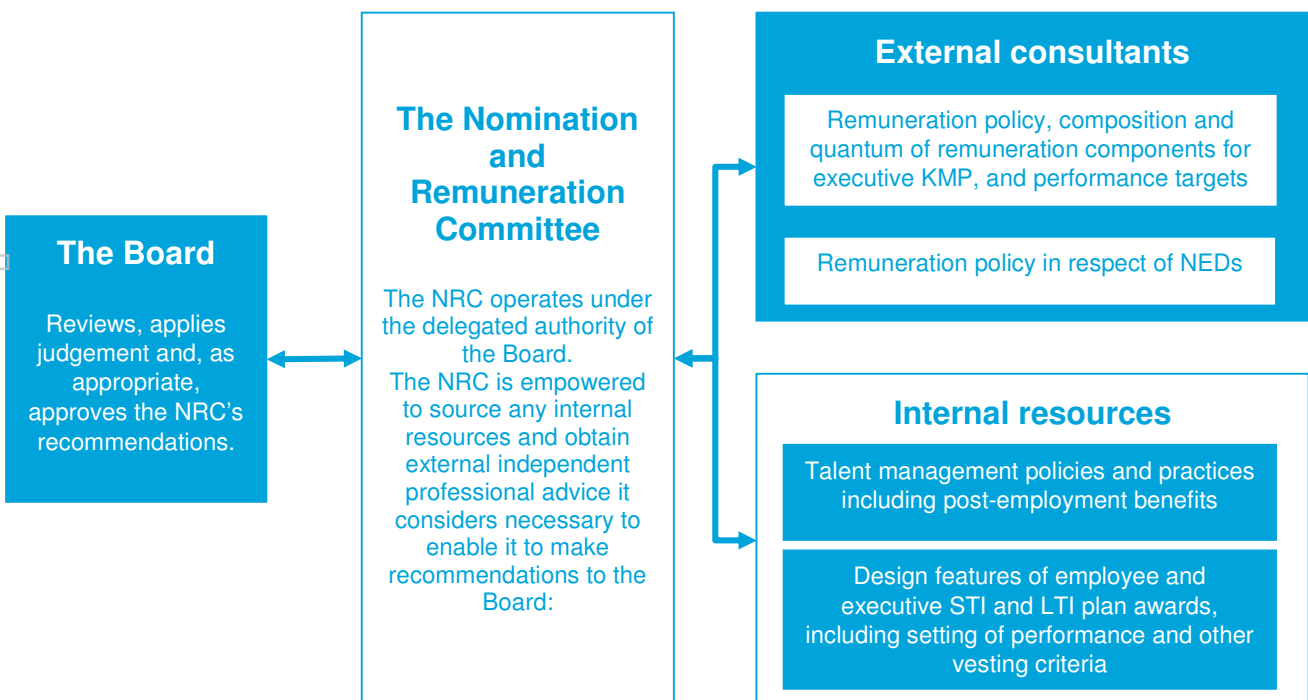 The Board
Reviews, applies
judgement and, as
appropriate,
approves the NRC's
recommendations.
The Nomination
and
Remuneration
Committee
The NRC operates under
the delegated authority of
the Board.
The NRC is empowered
to source any internal
resources and obtain
external independent
professional advice it
considers necessary to
enable it to make
recommendations to the
Board:
External consultants
Remuneration policy, composition and
quantum of remuneration components for
executive KMP, and performance targets
Remuneration policy in respect of NEDs
Internal resources
Talent management policies and practices
including post-employment benefits
Design features of employee and
executive STI and LTI plan awards,
including setting of performance and other
vesting criteria